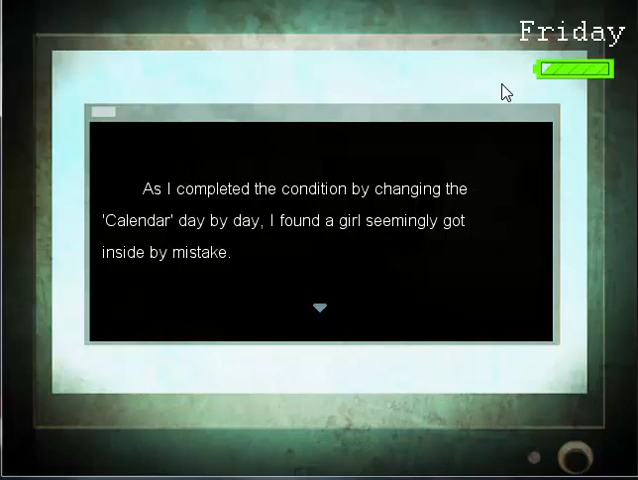 Friday
As I completed the condition by changing the
'Calendar' day by day, I found a girl seemingly got
inside by mistake.